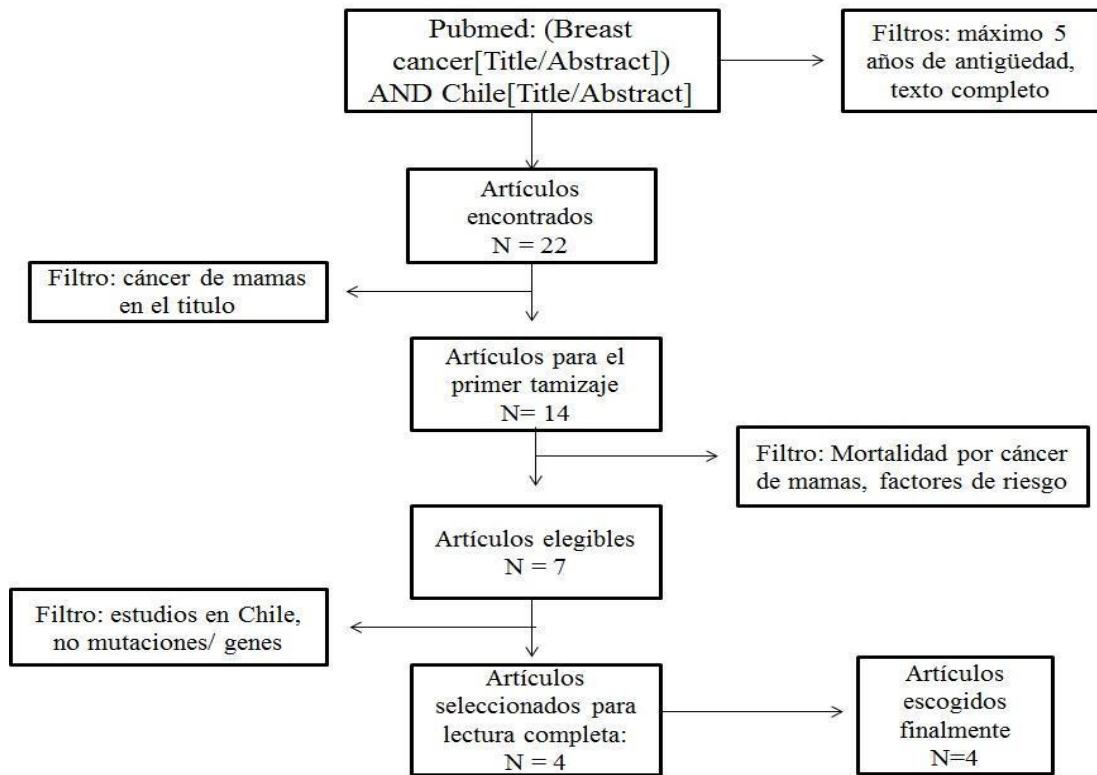 Pubmed: (Breast
cancer[Title/Abstract])
AND Chile[Title/Abstract]
Filtros: máximo 5
años de antigüedad,
texto completo
Artículos
encontrados
N = 22
Filtro: cáncer de mamas
en el titulo
Artículos para el
primer tamizaje
N= 14
Filtro: Mortalidad por cáncer
de mamas, factores de riesgo
Artículos elegibles
N = 7
Filtro: estudios en Chile,
no mutaciones/ genes
Artículos
seleccionados para
lectura completa:
N = 4
Artículos
escogidos
finalmente
N=4